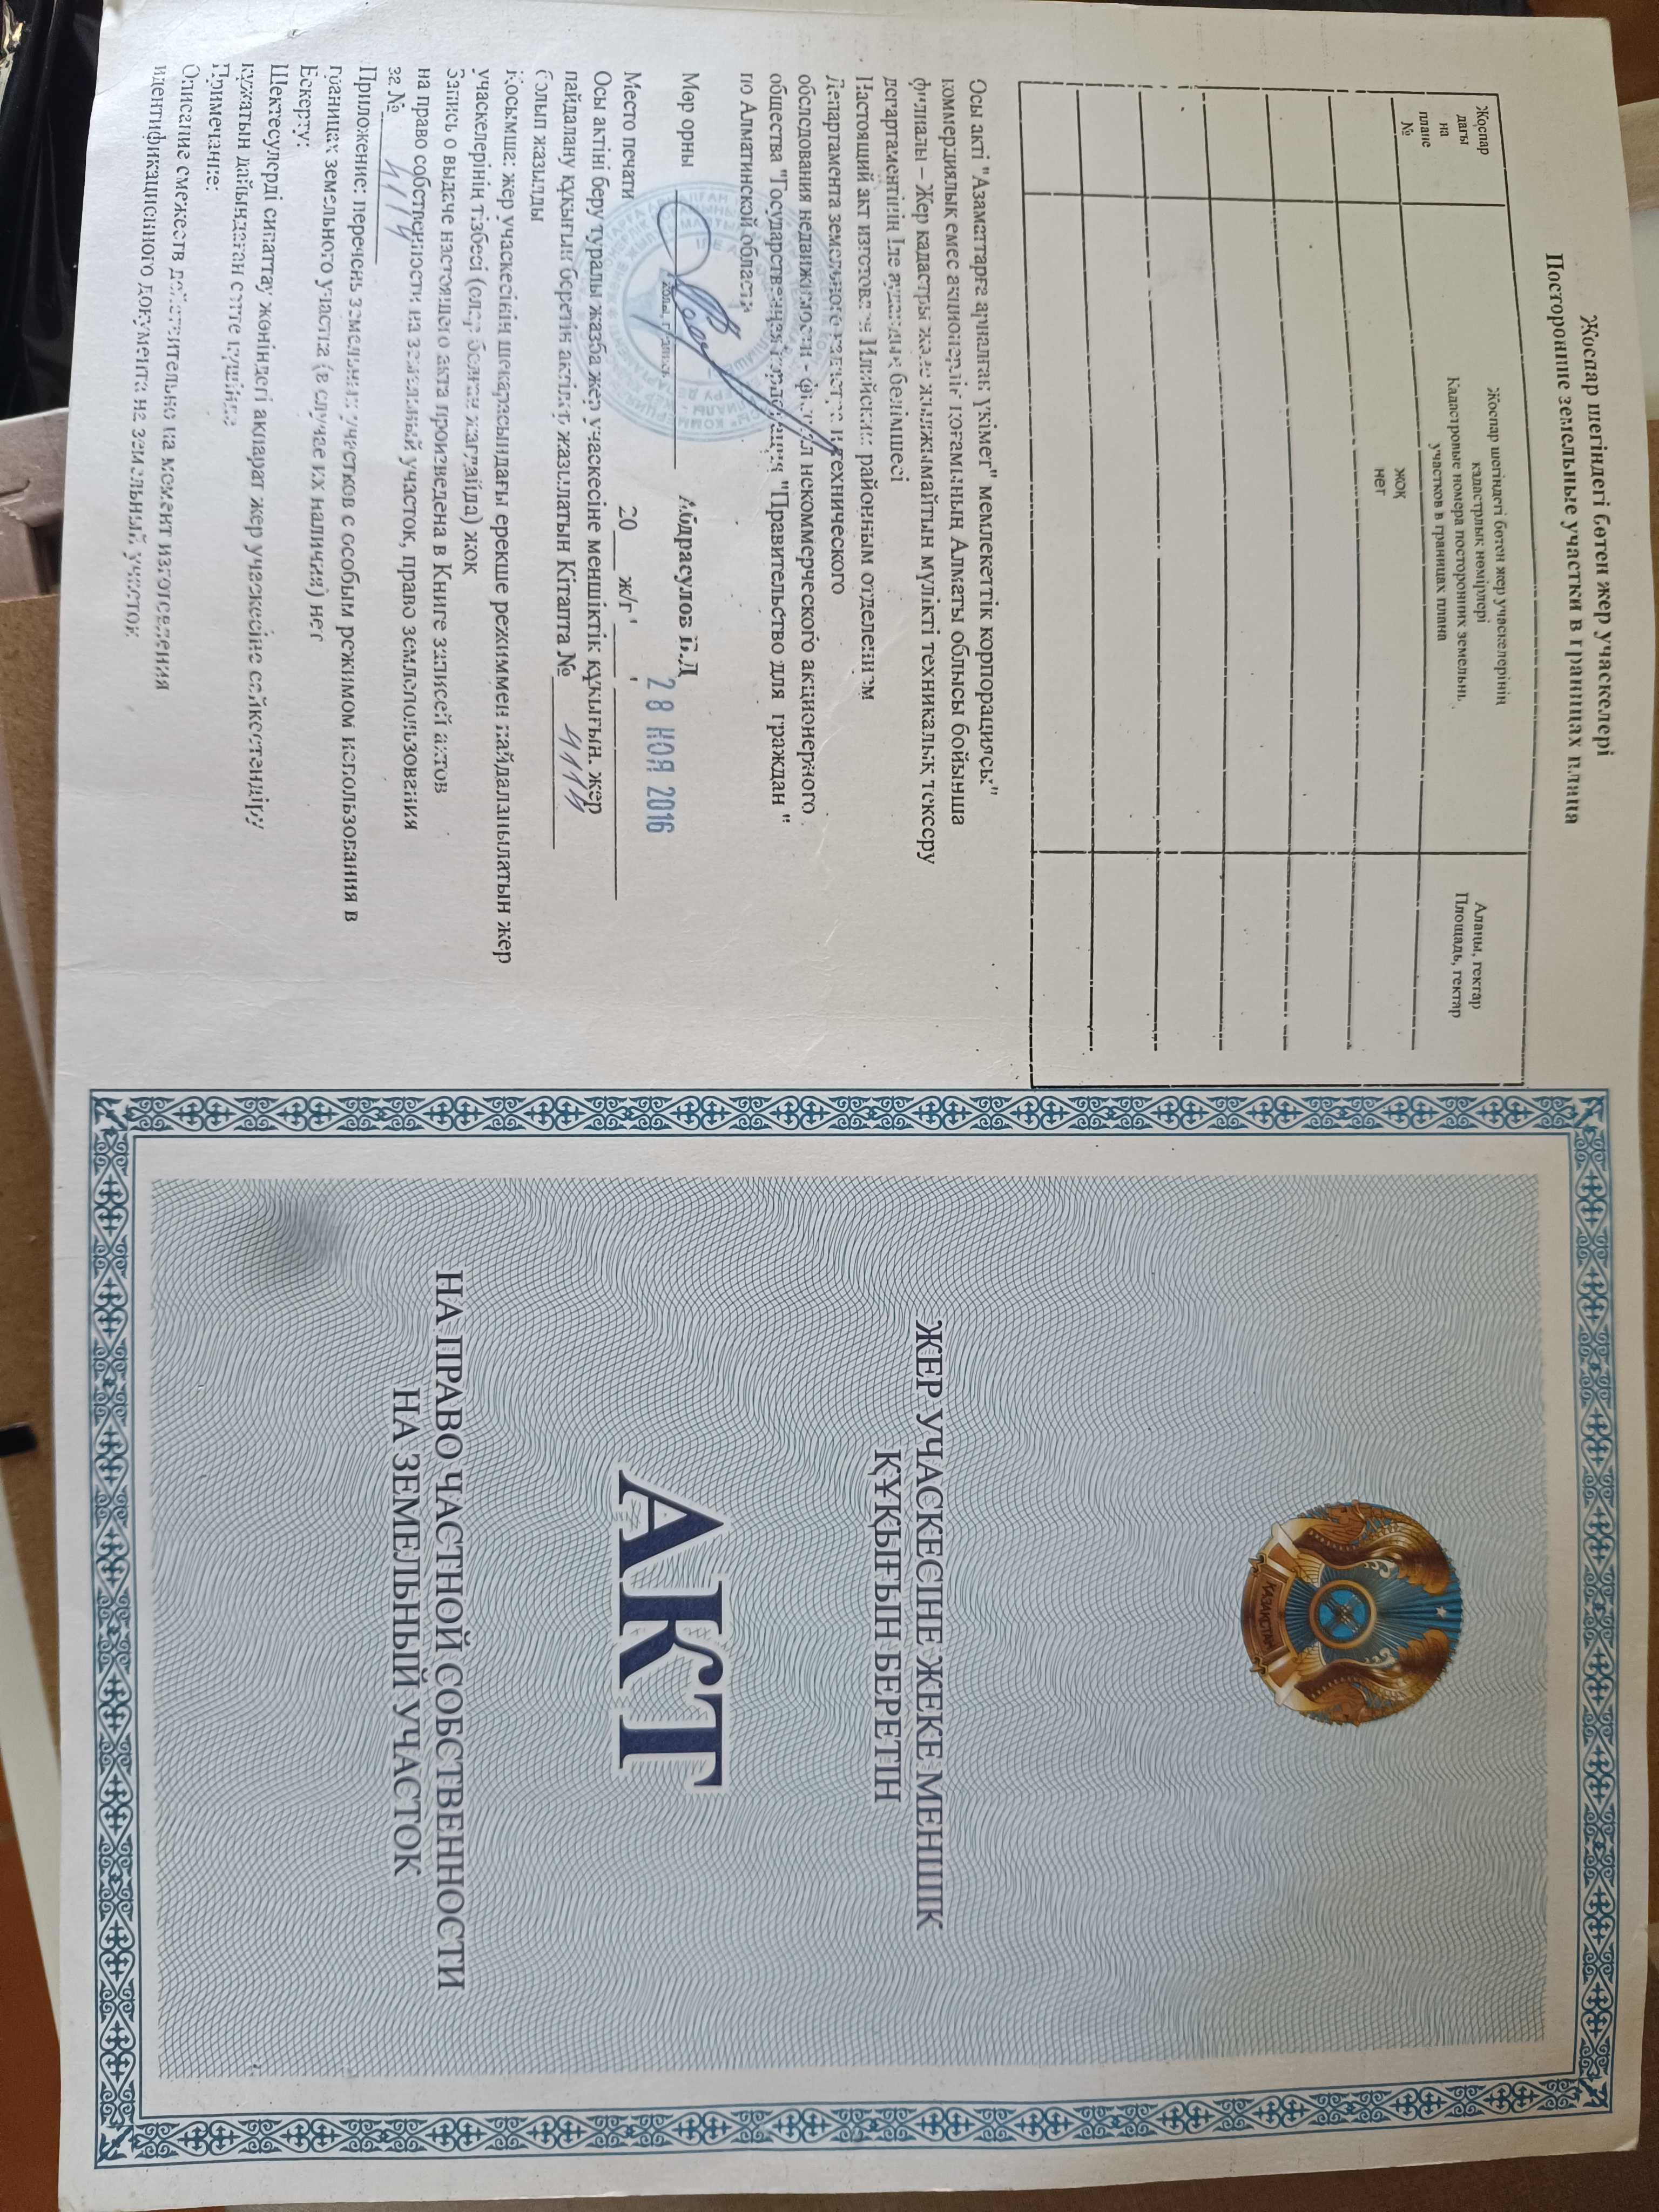 Жоспар шегіндегі бөтен жер учаскелері
Посторонние земельные участки в границах плана
Жоспар
дағы
на
плане
№
Жоспар шегіндегі бөтен жер учаскелерінің
кадастрлық нөмірлері
Кадастровые номера посторонних земельны.
участков в границах плана
Аланы, гектар
Площадь, гектар
жоқ
нет
Осы акті "Азаматтарға арналған үкімет" мемлекеттік корпорациясы"
коммерциялық емес акционерлік қоғамының Алматы облысы бойынша
филиалы – Жер кадастры және жылжымайтын мүлікті техникалық тексеру
департаментінің Іле аудандық бөлімшесі
Настоящий акт изготовлен Илийским районным отделением
Департамента земельного кадастра и технического
обследования недвижимости - филиал некоммерческого акционерного
общества "Государственная корпорация "Правительство для граждан"
по Алматинской области
Мөр орны
Абдрасулов Б.Д
Место печати
20 ж/г
28 НОЯ 2016
Осы актіні беру туралы жазба жер учаскесіне меншіктік құқығын. жер
пайдалану құқығын беретін актілер жазылатын Кітапта № 4114
болып жазылды
Қосымша: жер учаскесінің шекарасындағы ерекше режиммен пайдаланылатын жер
учаскелерінің тізбесі (олар болған жағдайда) жоқ
Запись о выдаче настоящего акта произведена в Книге записей актов
на право собственности на земельный участок, право землепользования
за № 4114
Приложение: перечень земельных участков с особым режимом использования в
границах земельного участка (в случае их наличия) нет
Ескерту:
Шектесулерді сипаттау жөніндегі ақпарат жер учаскесіне сәйкестендіру
құжатын дайындаған сәтте күшінде
Примечание:
Описание смежеств действительно на момент изготовления
идентификационного документа на земельный участок
ҚАЗАҚСТАН
ЖЕР УЧАСКЕСІНЕ ЖЕКЕ МЕНШІК
ҚҰҚЫҒЫН БЕРЕТІН
АКТ
НА ПРАВО ЧАСТНОЙ СОБСТВЕННОСТИ
НА ЗЕМЕЛЬНЫЙ УЧАСТОК